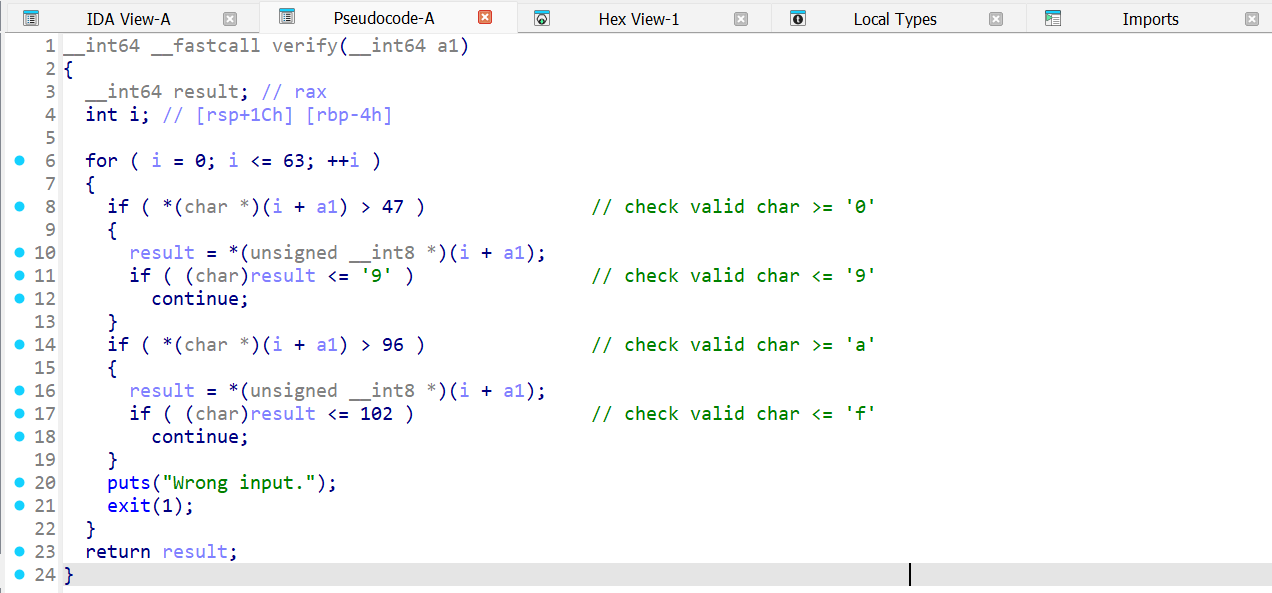 IDA View-A Pseudocode-A Hex View-1 Local Types Imports
1 __int64 __fastcall verify(__int64 a1)
2 {
3   __int64 result; // rax
4   int i; // [rsp+1Ch] [rbp-4h]
5
6   for ( i = 0; i <= 63; ++i )
7   {
8     if ( *(char *)(i + a1) > 47 )               // check valid char >= '0'
9     {
10       result = *(unsigned __int8 *)(i + a1);
11       if ( (char)result <= '9' )                // check valid char <= '9'
12         continue;
13     }
14     if ( *(char *)(i + a1) > 96 )               // check valid char >= 'a'
15     {
16       result = *(unsigned __int8 *)(i + a1);
17       if ( (char)result <= 102 )                // check valid char <= 'f'
18         continue;
19     }
20     puts("Wrong input.");
21     exit(1);
22   }
23   return result;
24 }